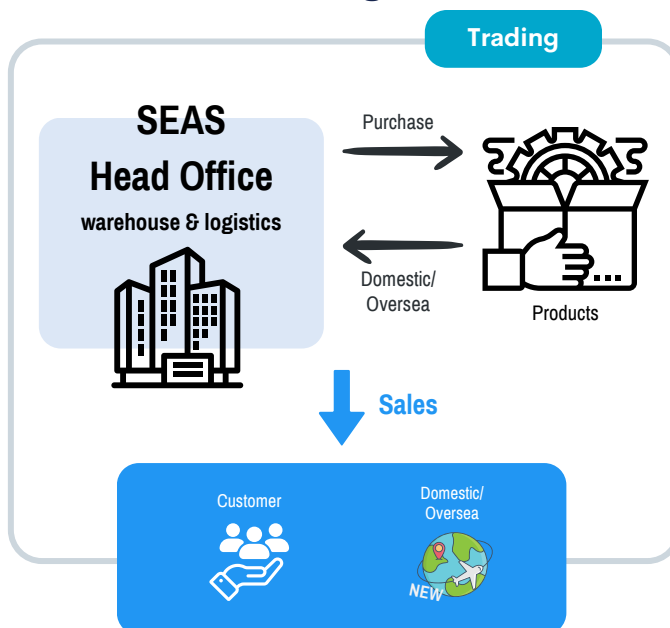 Trading
SEAS
Head Office
warehouse & logistics
Purchase
Domestic/
Oversea
Products
Sales
Customer
Domestic/
Oversea
NEW